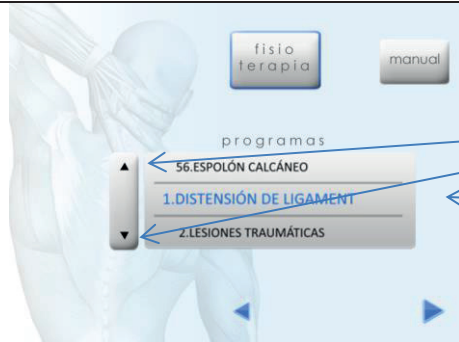 fisio
terapia
manual
programas
56.ESPOLÓN CALCÁNEO
1.DISTENSIÓN DE LIGAMENT
2.LESIONES TRAUMÁTICAS